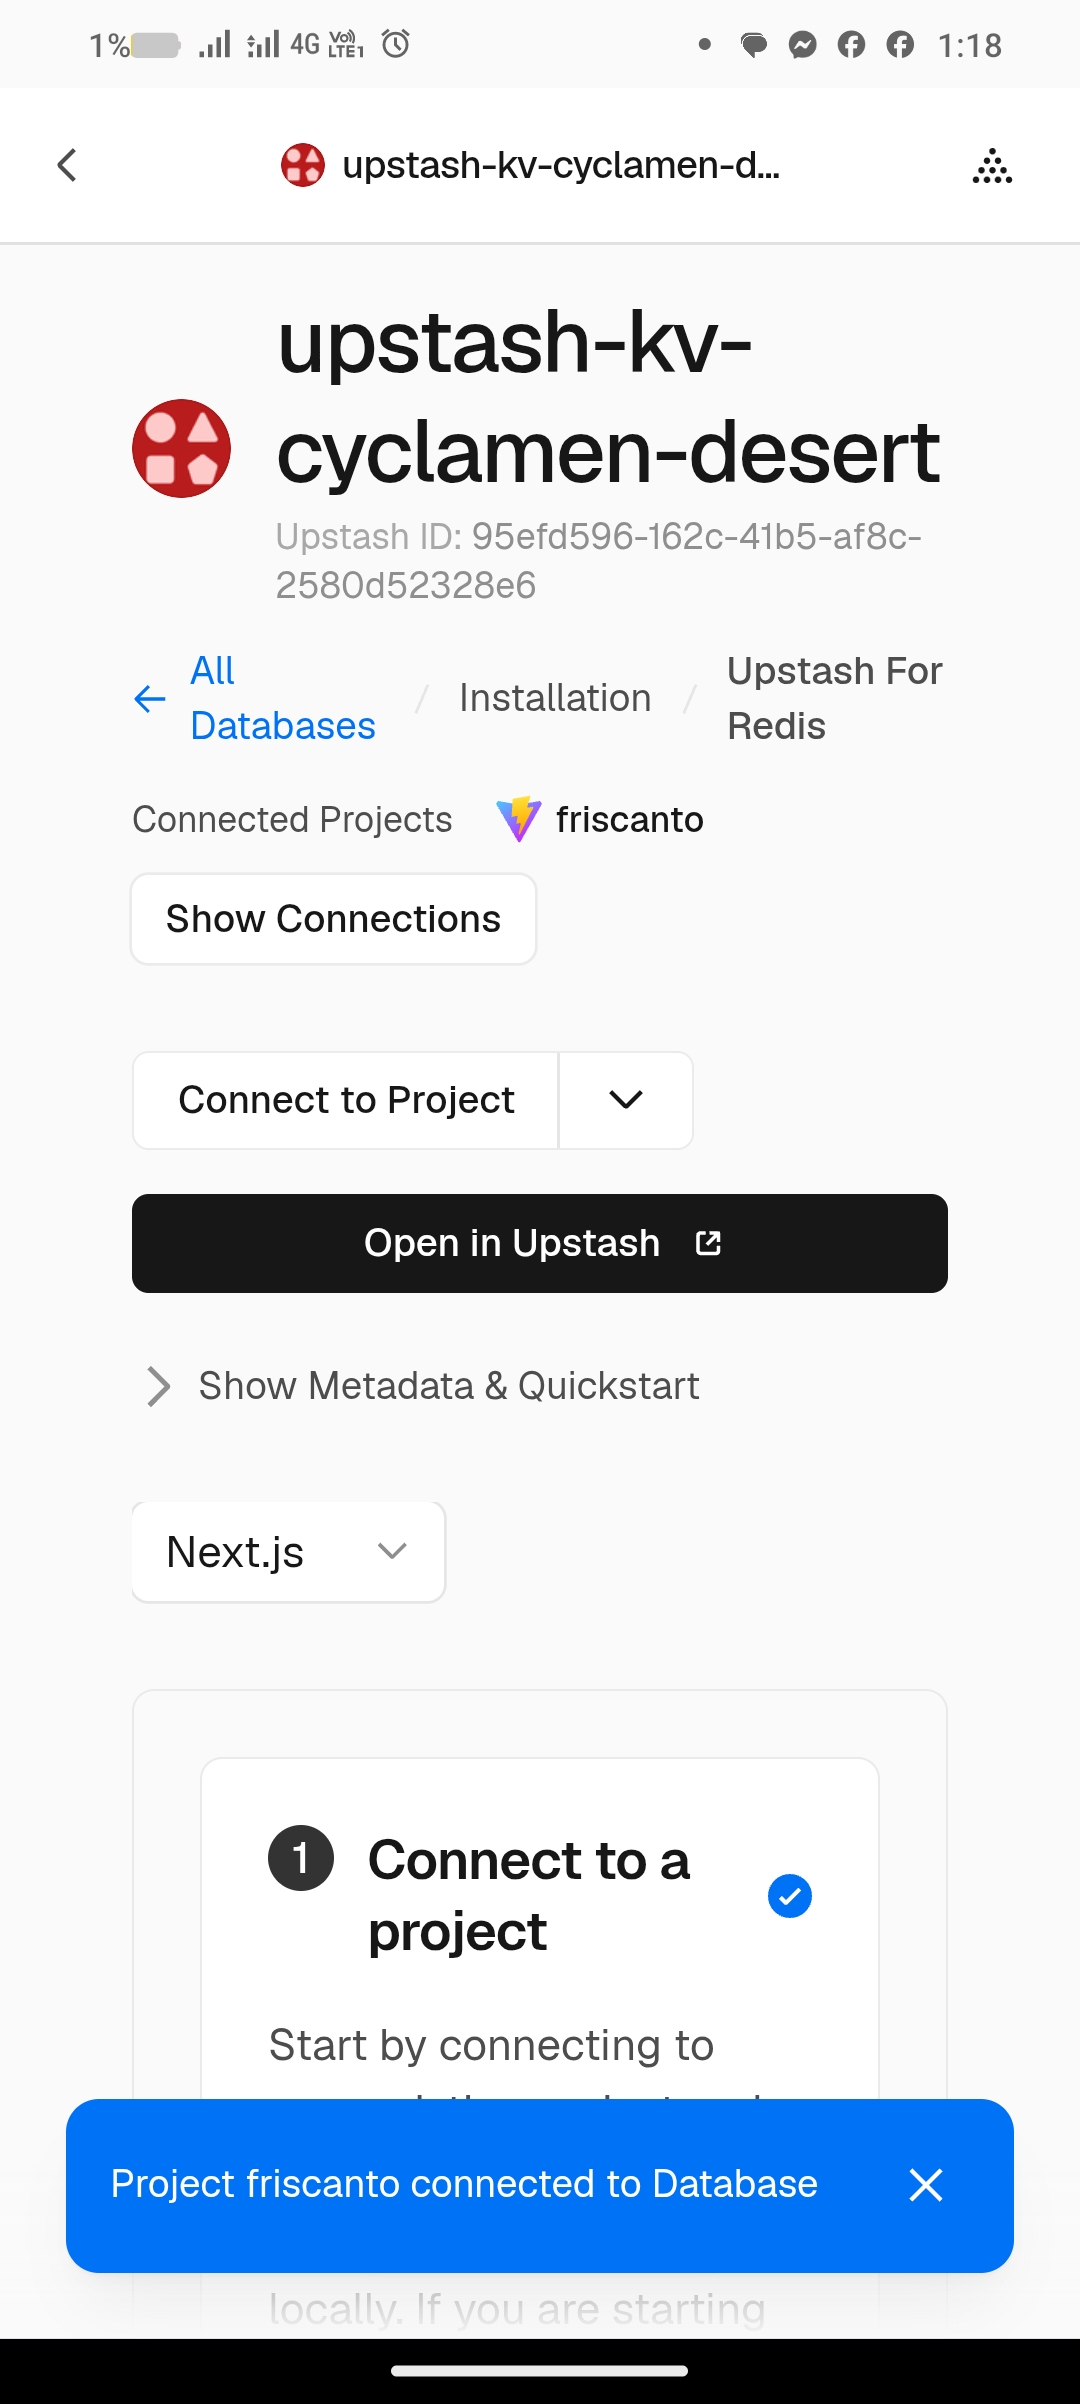 1% 4G Vo)) LTE1 1:18
upstash-kv-cyclamen-d...
upstash-kv-
cyclamen-desert
Upstash ID: 95efd596-162c-41b5-af8c-
2580d52328e6
All
Databases
/ Installation /
Upstash For
Redis
Connected Projects friscanto
Show Connections
Connect to Project
Open in Upstash
Show Metadata & Quickstart
Next.js
1 Connect to a
project
Start by connecting to
Project friscanto connected to Database
locally. If you are starting